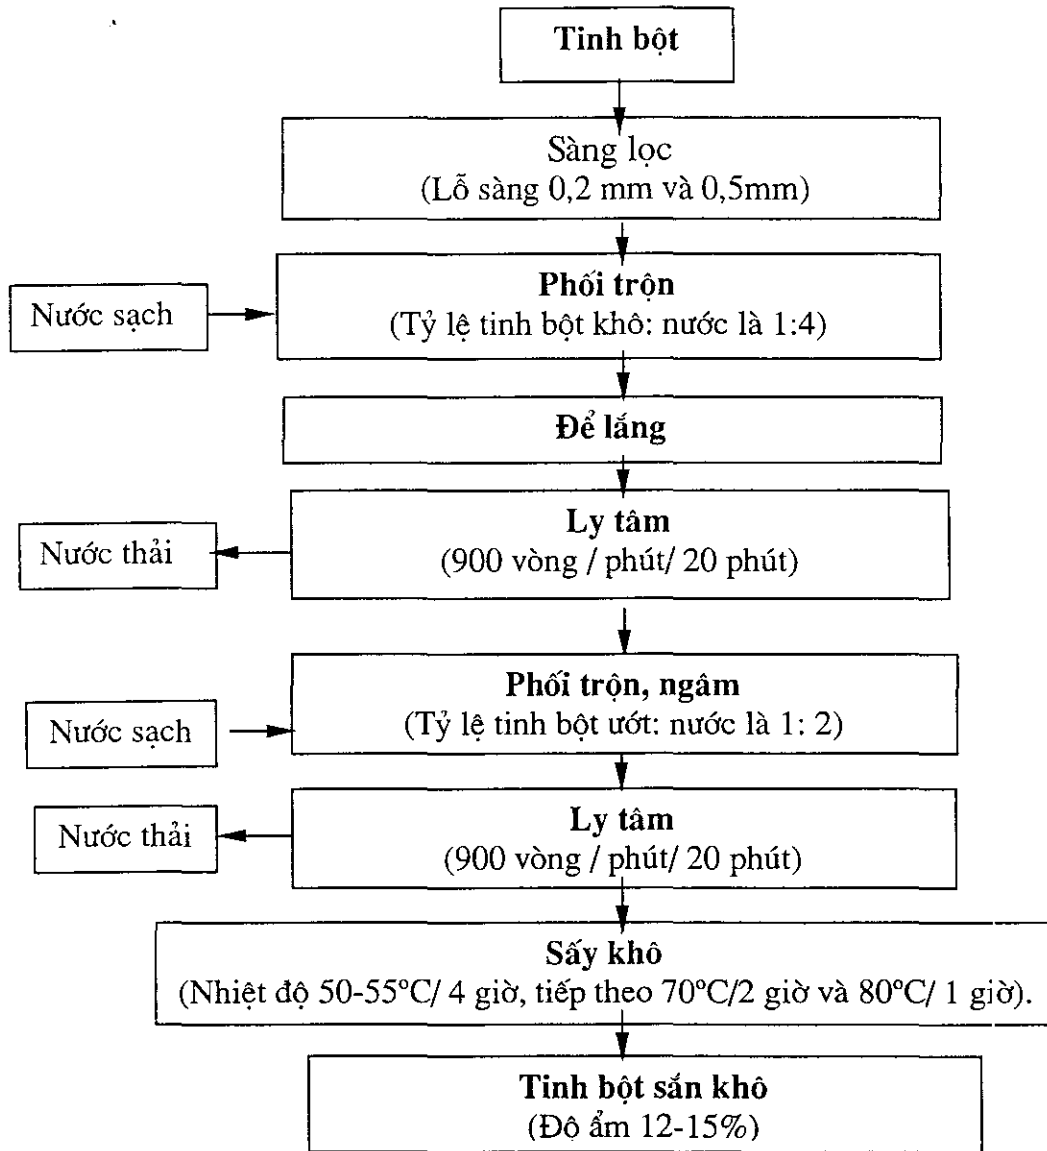 Tinh bột
Sàng lọc
(Lỗ sàng 0,2 mm và 0,5mm)
Nước sạch
Phối trộn
(Tỷ lệ tinh bột khô: nước là 1:4)
Để lắng
Nước thải
Ly tâm
(900 vòng / phút/ 20 phút)
Nước sạch
Phối trộn, ngâm
(Tỷ lệ tinh bột ướt: nước là 1: 2)
Nước thải
Ly tâm
(900 vòng / phút/ 20 phút)
Sấy khô
(Nhiệt độ 50-55°C/ 4 giờ, tiếp theo 70°C/2 giờ và 80°C/ 1 giờ).
Tinh bột sắn khô
(Độ ẩm 12-15%)